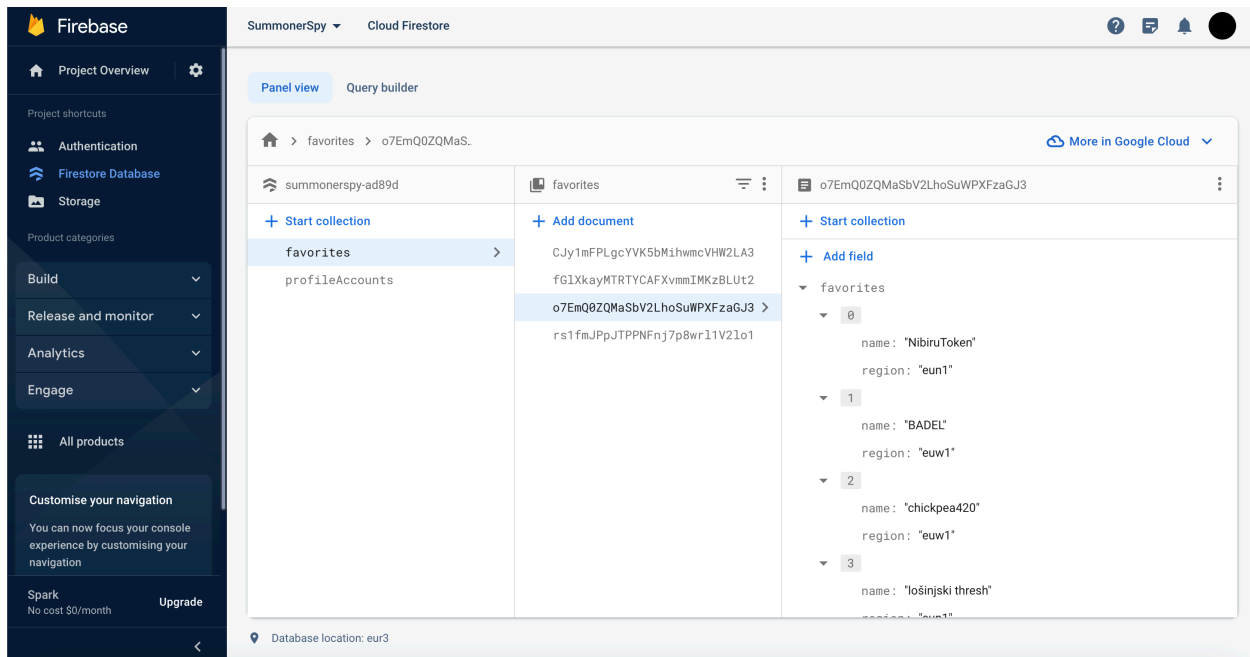 Firebase
SummonerSpy
Cloud Firestore
Project Overview
Project shortcuts
Authentication
Firestore Database
Storage
Product categories
Build
Release and monitor
Analytics
Engage
All products
Customise your navigation
You can now focus your console
experience by customising your
navigation
Spark
No cost $0/month
Upgrade
Panel view
Query builder
favorites
o7EmQ0ZQMaS..
More in Google Cloud
summonerspy-ad89d
Start collection
favorites
profileAccounts
favorites
Add document
CJy1mFPLgcYVK5bMihwmcVHW2LA3
fGlXkayMTRTYCAFXvmmIMKzBLUt2
o7EmQ0ZQMaSbV2LhoSuWPXFzaGJ3
rs1fmJPpJTPPNFnj7p8wrl1V2lo1
o7EmQ0ZQMaSbV2LhoSuWPXFzaGJ3
Start collection
Add field
favorites
0
name: "NibiruToken"
region: "eun1"
1
name: "BADEL"
region: "euw1"
2
name: "chickpea420"
region: "euw1"
3
name: "lošinjski thresh"
region: "eun1"
Database location: eur3